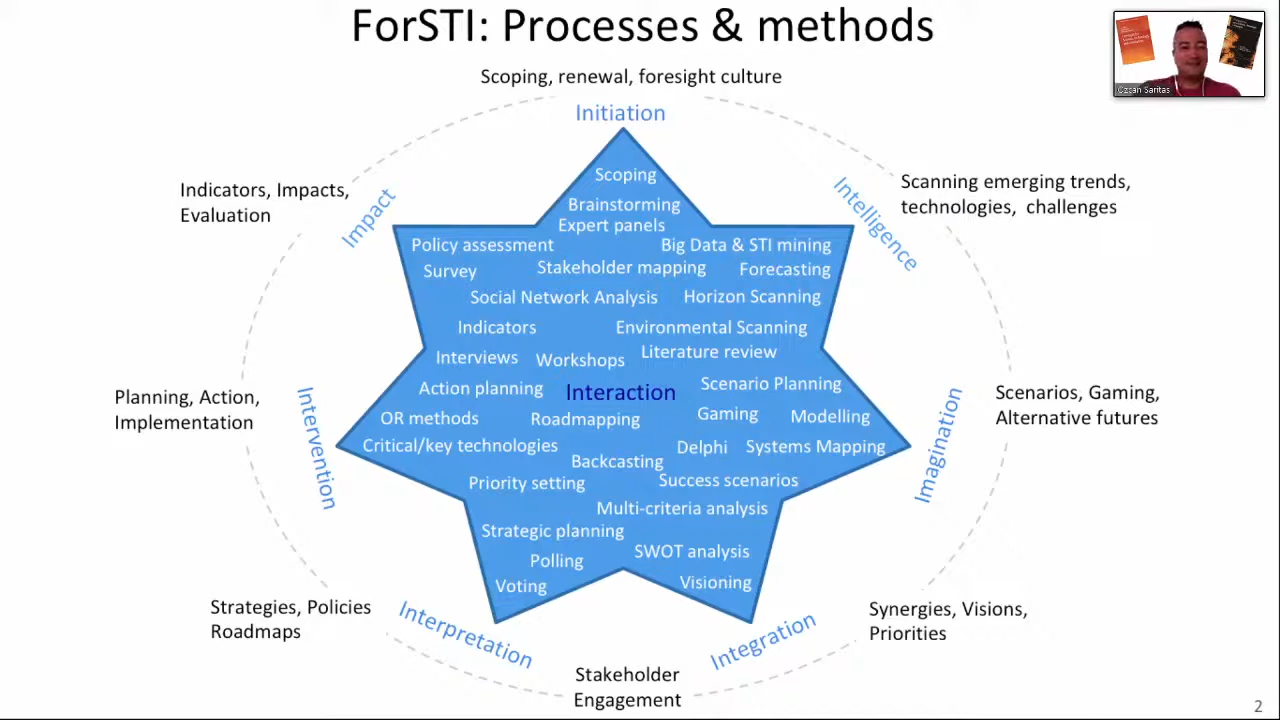 ForSTI: Processes & methods
Ozcan Saritas
Scoping, renewal, foresight culture
Initiation
Indicators, Impacts,
Evaluation
Impact
Intelligence
Scanning emerging trends,
technologies, challenges
Scoping
Brainstorming
Expert panels
Policy assessment
Big Data & STI mining
Survey
Stakeholder mapping
Forecasting
Social Network Analysis
Horizon Scanning
Indicators
Environmental Scanning
Interviews
Workshops
Literature review
Action planning
Interaction
Scenario Planning
OR methods
Roadmapping
Gaming
Modelling
Critical/key technologies
Backcasting
Delphi
Systems Mapping
Priority setting
Success scenarios
Multi-criteria analysis
Strategic planning
SWOT analysis
Polling
Voting
Visioning
Planning, Action,
Implementation
Intervention
Imagination
Scenarios, Gaming,
Alternative futures
Strategies, Policies
Roadmaps
Interpretation
Integration
Synergies, Visions,
Priorities
Stakeholder
Engagement
2